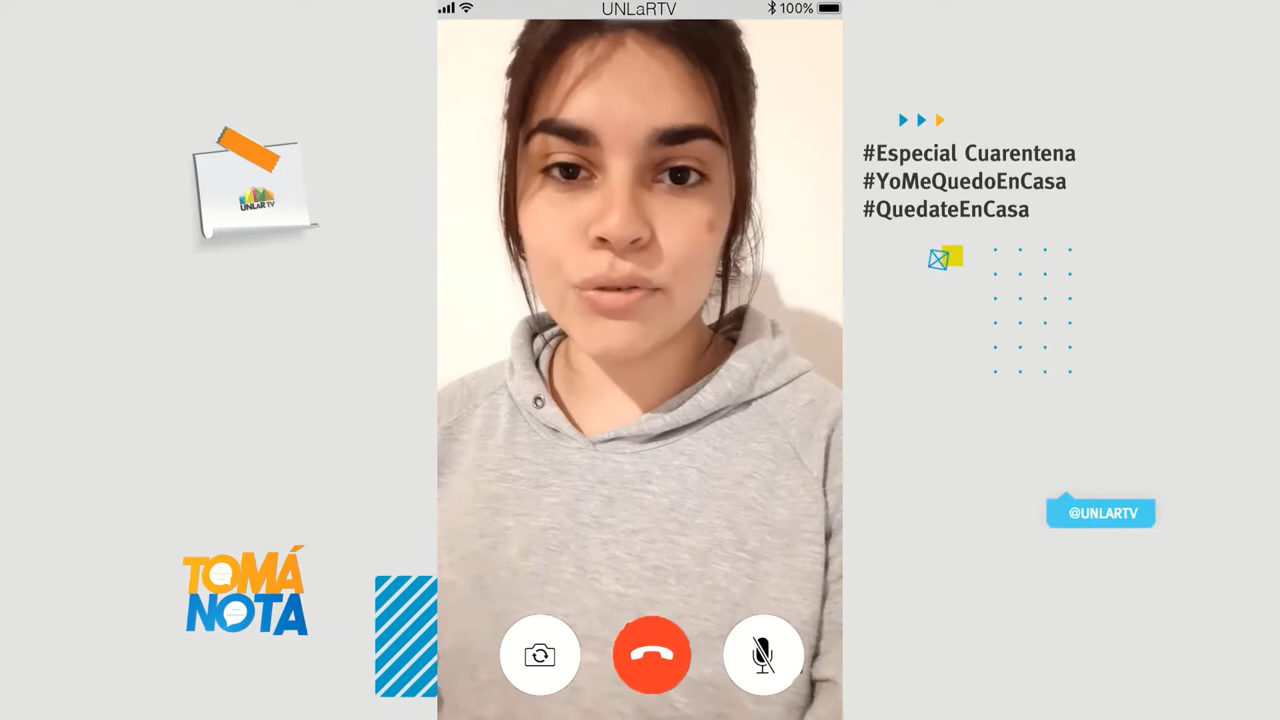 UNLaRTV
100%
UNLAR TV
#Especial Cuarentena
#YoMeQuedoEnCasa
#QuedateEnCasa
@UNLARTV
TOMÁ
NOTA